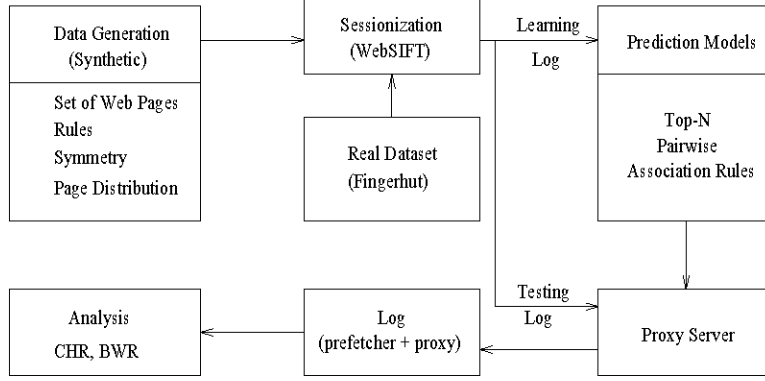 Data Generation
(Synthetic)
Set of Web Pages
Rules
Symmetry
Page Distribution
Sessionization
(WebSIFT)
Real Dataset
(Fingerhut)
Learning
Log
Prediction Models
Top-N
Pairwise
Association Rules
Testing
Log
Proxy Server
Log
(prefetcher + proxy)
Analysis
CHR, BWR